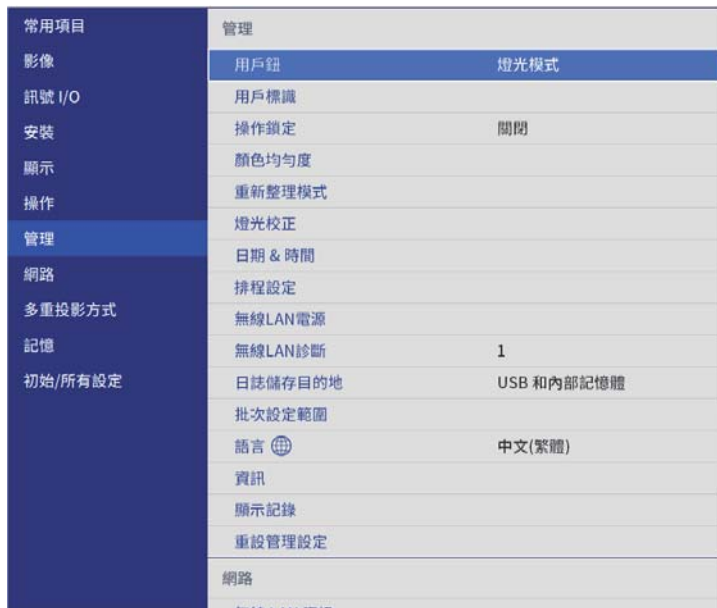 常用項目
影像
訊號 I/O
安裝
顯示
操作
管理
網路
多重投影方式
記憶
初始/所有設定
管理
用戶鈕 燈光模式
用戶標識
操作鎖定 關閉
顏色均勻度
重新整理模式
燈光校正
日期 & 時間
排程設定
無線LAN電源
無線LAN診斷 1
日誌儲存目的地 USB 和內部記憶體
批次設定範圍
語言 中文(繁體)
資訊
顯示記錄
重設管理設定
網路